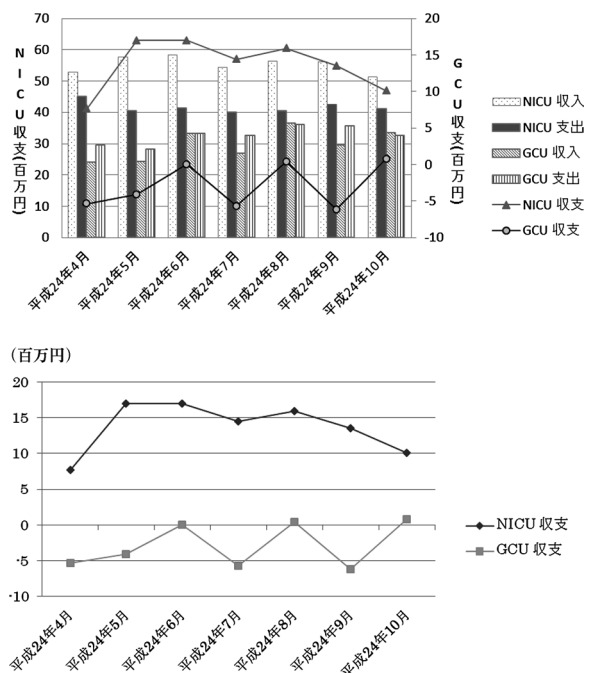 70
60
50
40
30
20
10
0
NICU収支(百万円)
20
15
10
5
0
-5
-10
GCU収支(百万円)
平成24年4月
平成24年5月
平成24年6月
平成24年7月
平成24年8月
平成24年9月
平成24年10月
NICU 収入
NICU 支出
GCU 収入
GCU 支出
NICU 収支
GCU 収支
(百万円)
20
15
10
5
0
-5
-10
平成24年4月
平成24年5月
平成24年6月
平成24年7月
平成24年8月
平成24年9月
平成24年10月
NICU 収支
GCU 収支